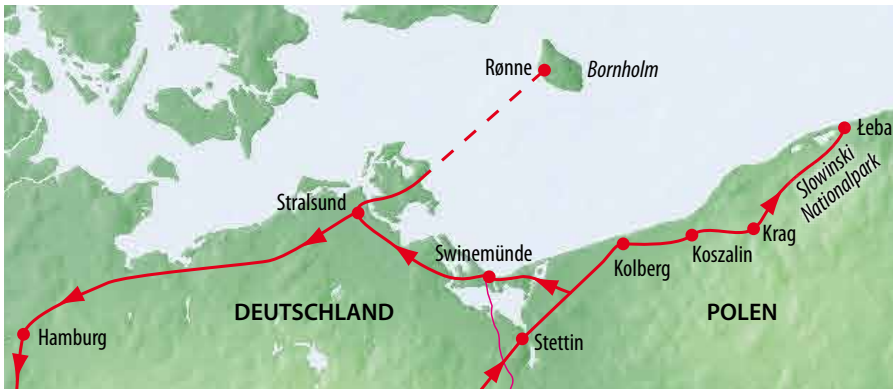 Rønne
Bornholm
Łeba
Slowinski
Nationalpark
Stralsund
Krag
Swinemünde
Kolberg
Koszalin
DEUTSCHLAND
POLEN
Hamburg
Stettin